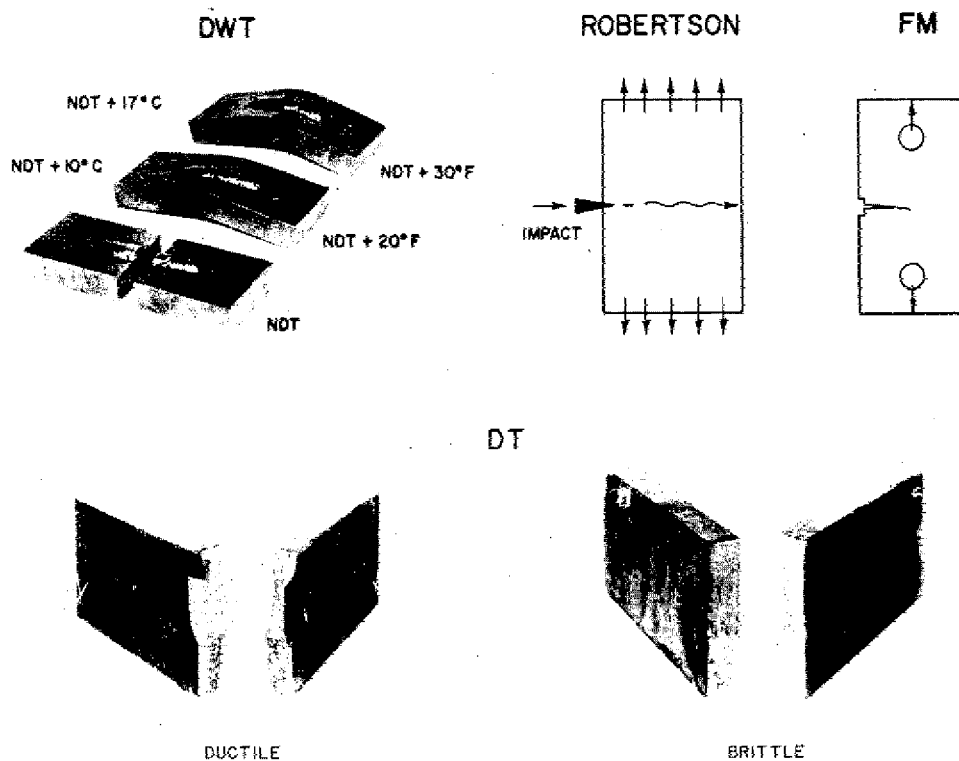 DWT
ROBERTSON
FM
NDT + 17°C
NDT + 10°C
NDT + 30°F
NDT + 20°F
NDT
IMPACT
DT
DUCTILE
BRITTLE